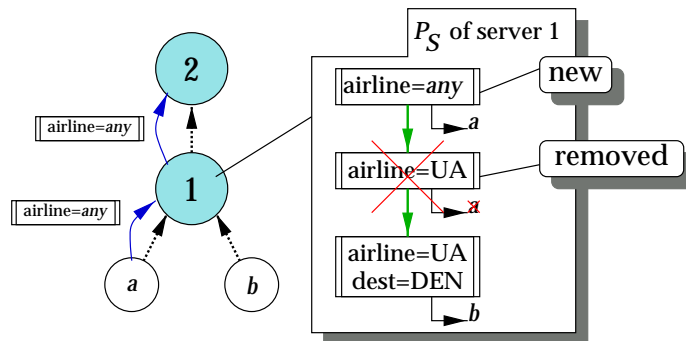 P_S of server 1
2
airline=any
new
airline=any
a
1
airline=UA
removed
airline=any
a
a
b
airline=UA
dest=DEN
b